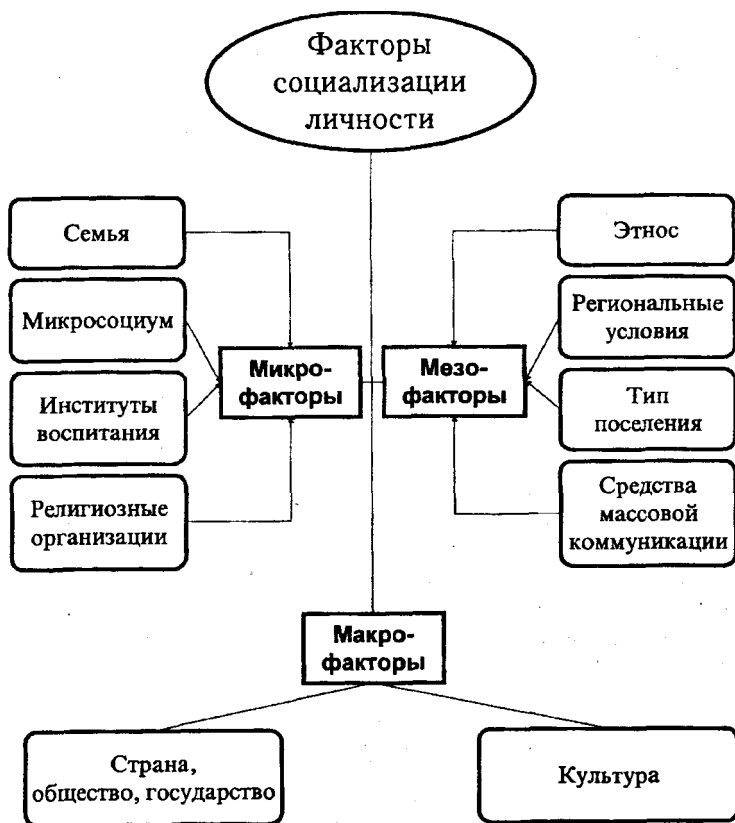 Факторы
социализации
личности
Семья
Микросоциум
Институты
воспитания
Религиозные
организации
Микро-
факторы
Мезо-
факторы
Этнос
Региональные
условия
Тип
поселения
Средства
массовой
коммуникации
Макро-
факторы
Страна,
общество, государство
Культура